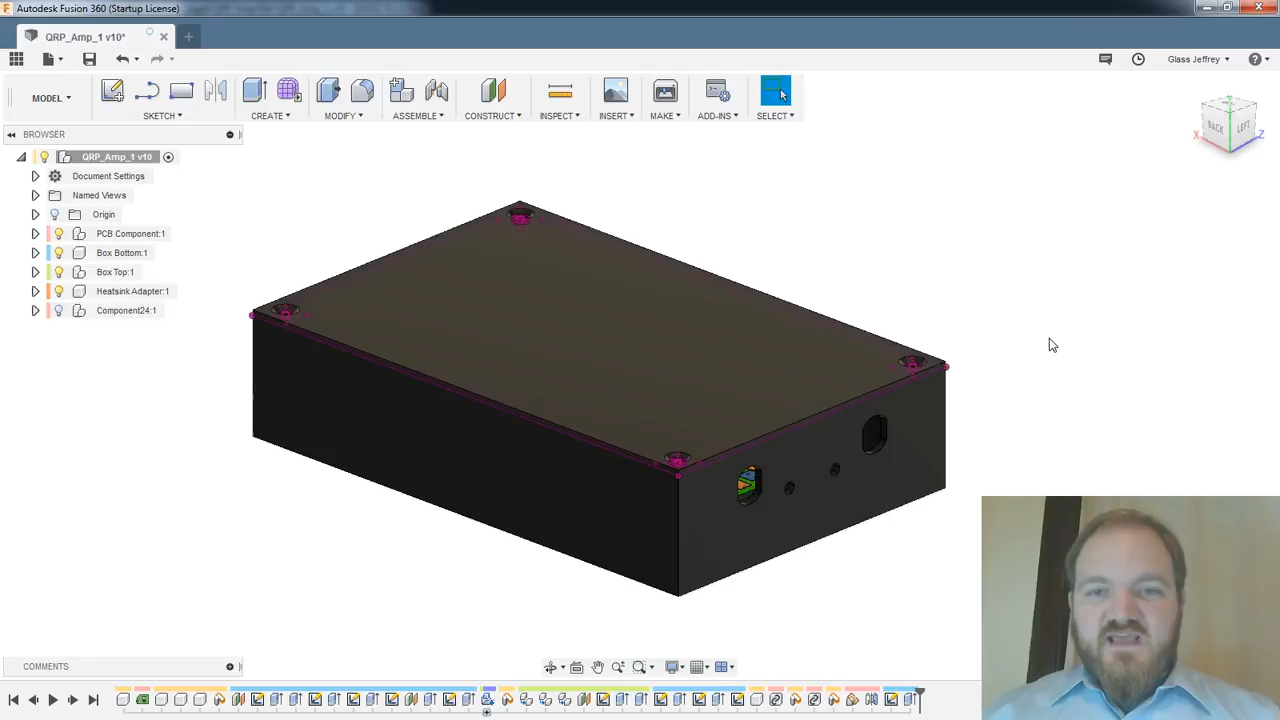 Autodesk Fusion 360 (Startup License)
QRP_Amp_1 v10*
Glass Jeffrey
MODEL
SKETCH
CREATE
MODIFY
ASSEMBLE
CONSTRUCT
INSPECT
INSERT
MAKE
ADD-INS
SELECT
BROWSER
QRP_Amp_1 v10
Document Settings
Named Views
Origin
PCB Component:1
Box Bottom:1
Box Top:1
Heatsink Adapter:1
Component24:1
BACK
LEFT
X
Z
COMMENTS